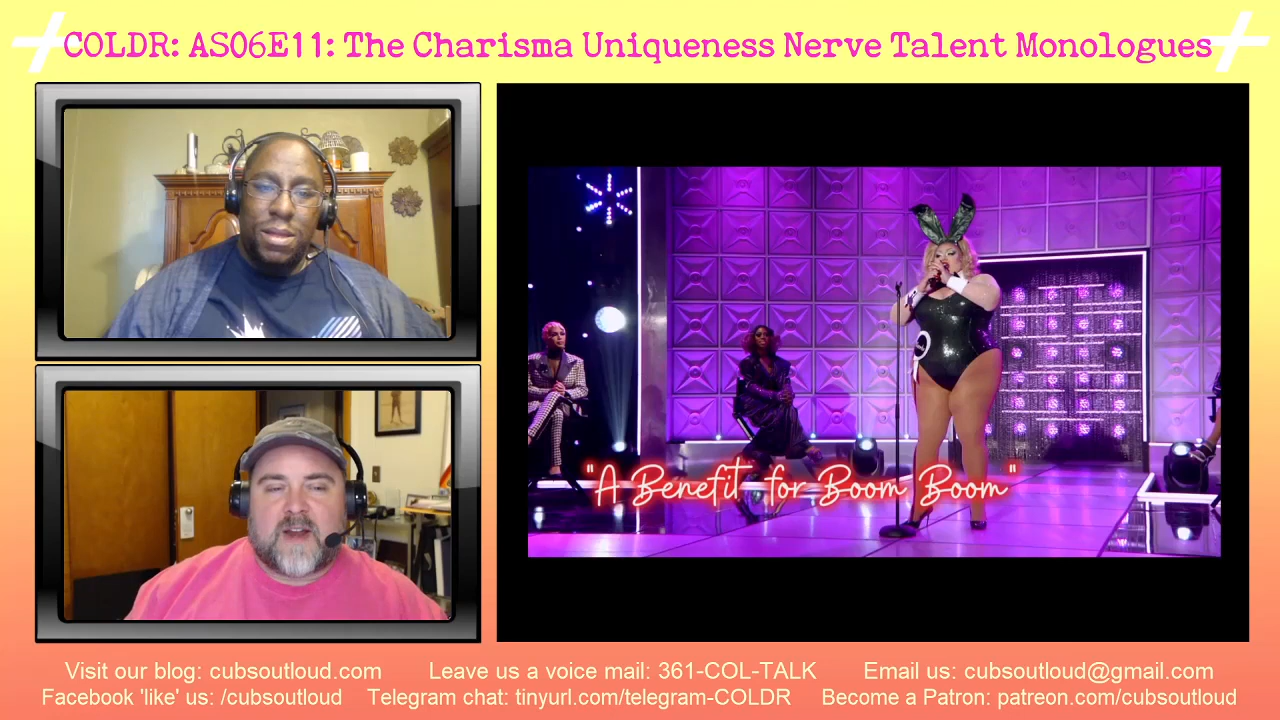 COLDR: AS06E11: The Charisma Uniqueness Nerve Talent Monologues
"A Benefit for Boom Boom"
Visit our blog: cubsoutloud.com Leave us a voice mail: 361-COL-TALK Email us: cubsoutloud@gmail.com
Facebook 'like' us: /cubsoutloud Telegram chat: tinyurl.com/telegram-COLDR Become a Patron: patreon.com/cubsoutloud